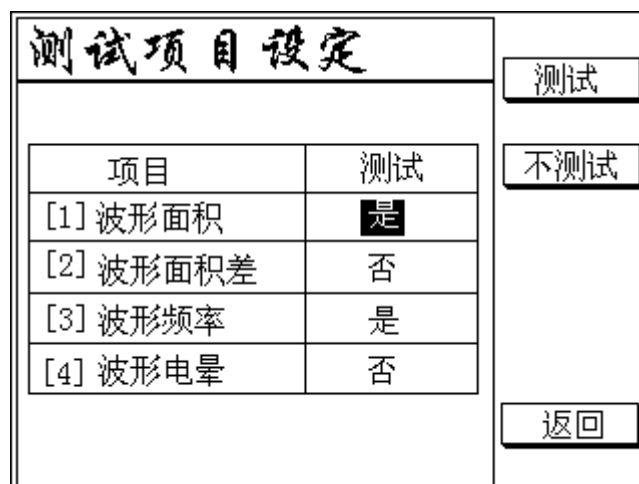 测试项目设定
测试
不测试
项目 测试
[1] 波形面积 是
[2] 波形面积差 否
[3] 波形频率 是
[4] 波形电晕 否
返回